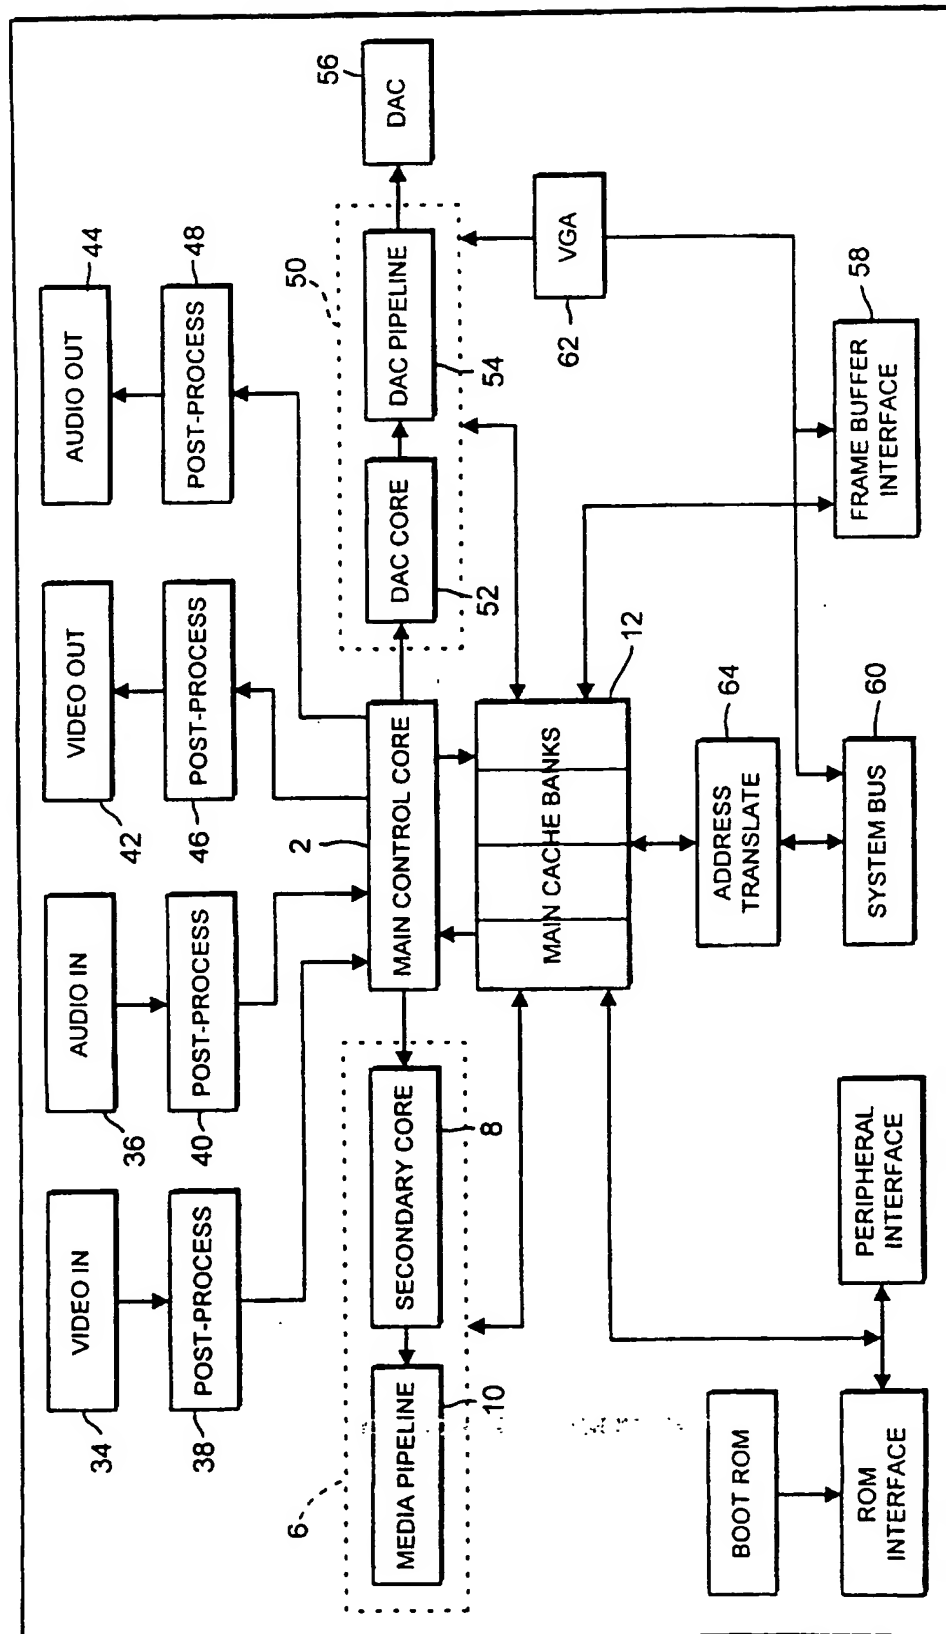 VIDEO IN
34
AUDIO IN
36
VIDEO OUT
42
AUDIO OUT
44
POST-PROCESS
38
POST-PROCESS
40
POST-PROCESS
46
POST-PROCESS
48
6
MEDIA PIPELINE
10
SECONDARY CORE
8
MAIN CONTROL CORE
2
50
DAC CORE
52
DAC PIPELINE
54
DAC
56
MAIN CACHE BANKS
12
VGA
62
BOOT ROM
ADDRESS
TRANSLATE
64
ROM
INTERFACE
PERIPHERAL
INTERFACE
SYSTEM BUS
60
FRAME BUFFER
INTERFACE
58